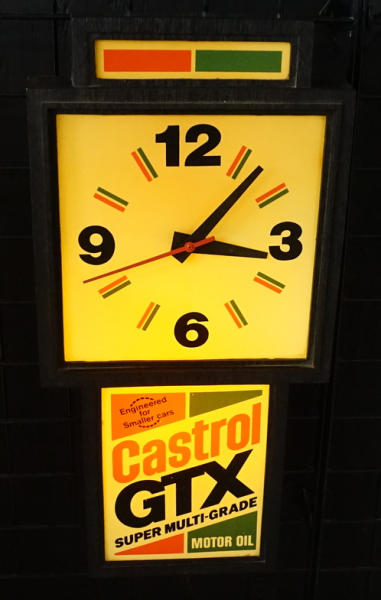 12
9
3
6
Engineered
for
Smaller cars
Castrol
GTX
SUPER MULTI-GRADE
MOTOR OIL